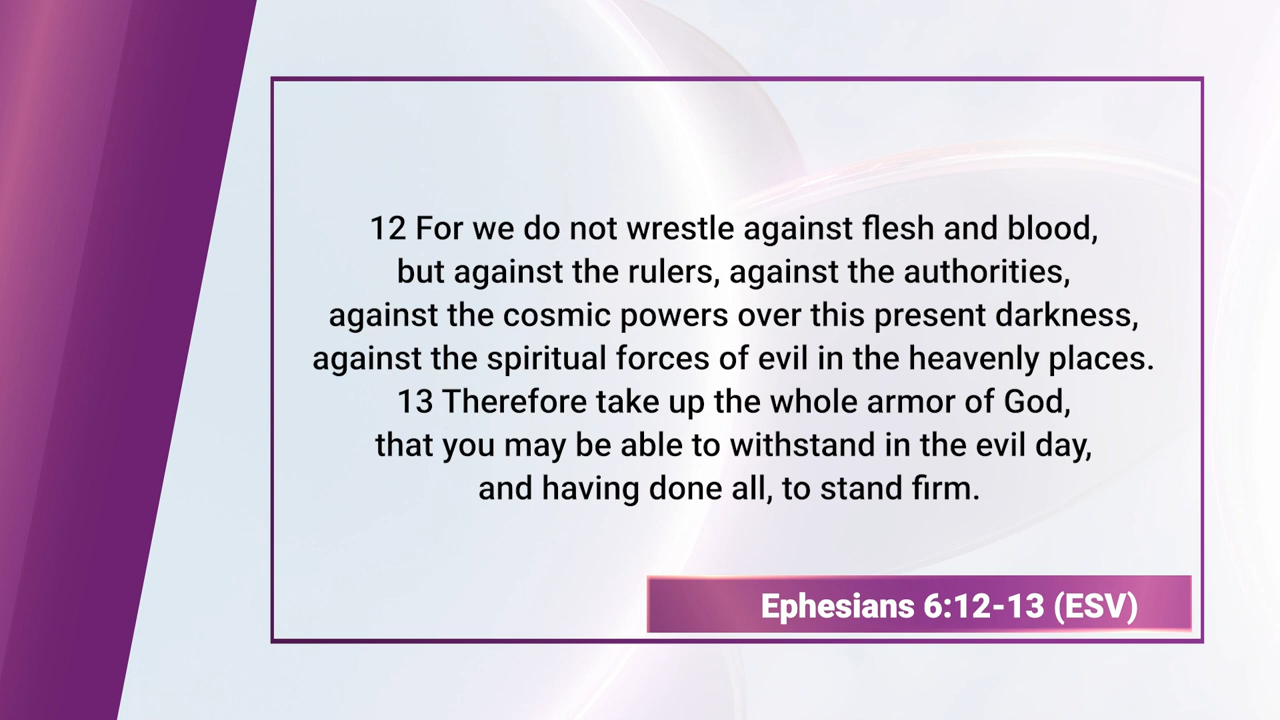 12 For we do not wrestle against flesh and blood,
but against the rulers, against the authorities,
against the cosmic powers over this present darkness,
against the spiritual forces of evil in the heavenly places.
13 Therefore take up the whole armor of God,
that you may be able to withstand in the evil day,
and having done all, to stand firm.
Ephesians 6:12-13 (ESV)